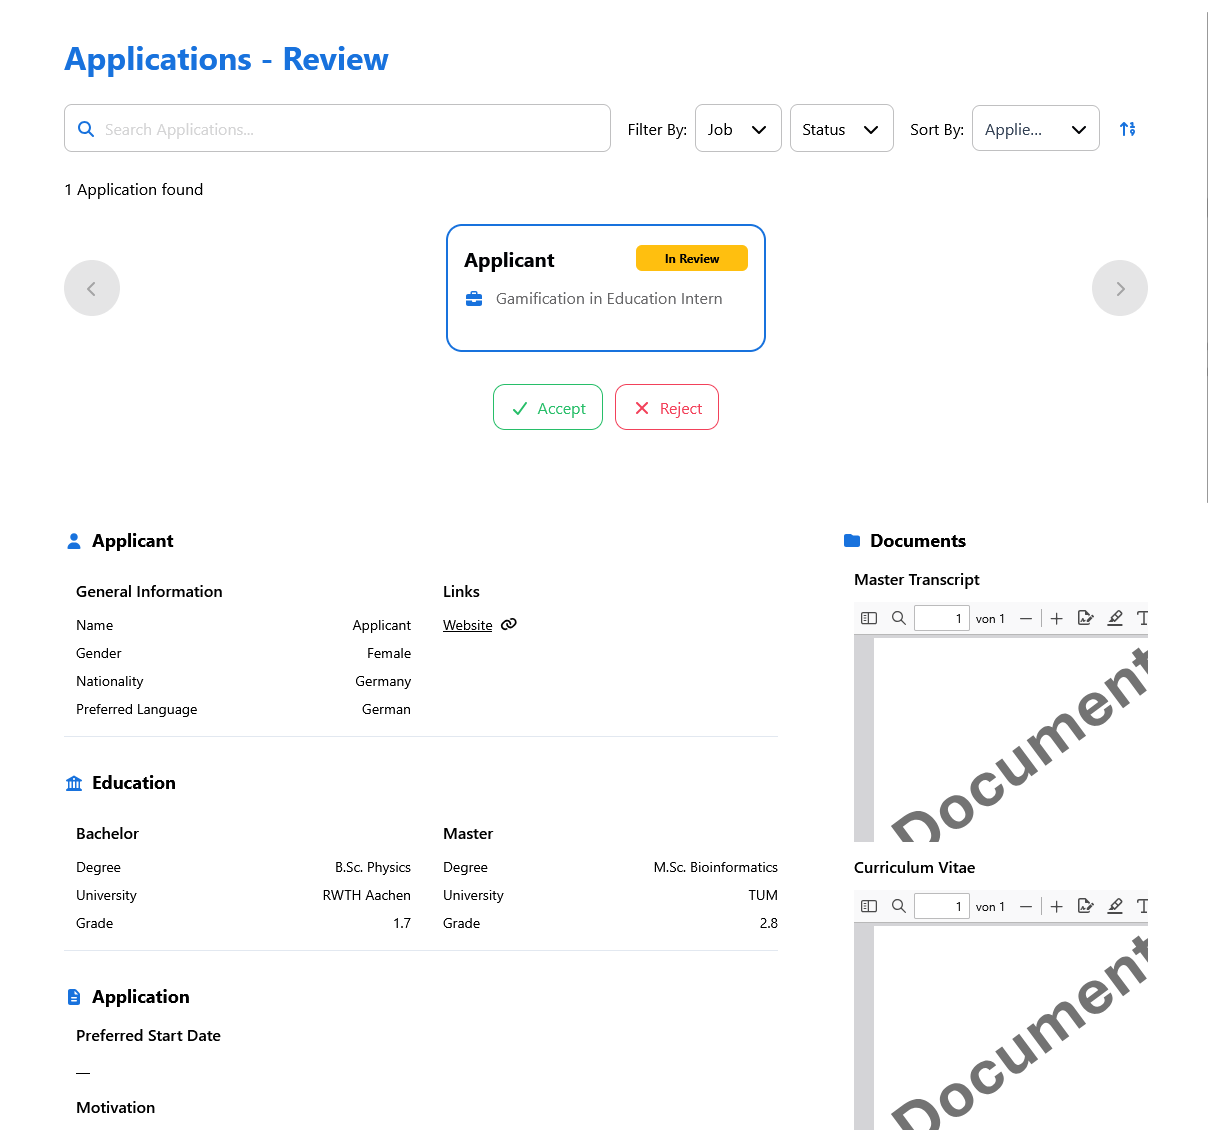 Applications - Review
Search Applications...
Filter By:
Job
Status
Sort By:
Applie...
1 Application found
Applicant
In Review
Gamification in Education Intern
Accept
Reject
Applicant
General Information
Name Applicant
Gender Female
Nationality Germany
Preferred Language German
Links
Website
Education
Bachelor
Degree B.Sc. Physics
University RWTH Aachen
Grade 1.7
Master
Degree M.Sc. Bioinformatics
University TUM
Grade 2.8
Application
Preferred Start Date
—
Motivation
Documents
Master Transcript
1 von 1
Document
Curriculum Vitae
1 von 1
Document